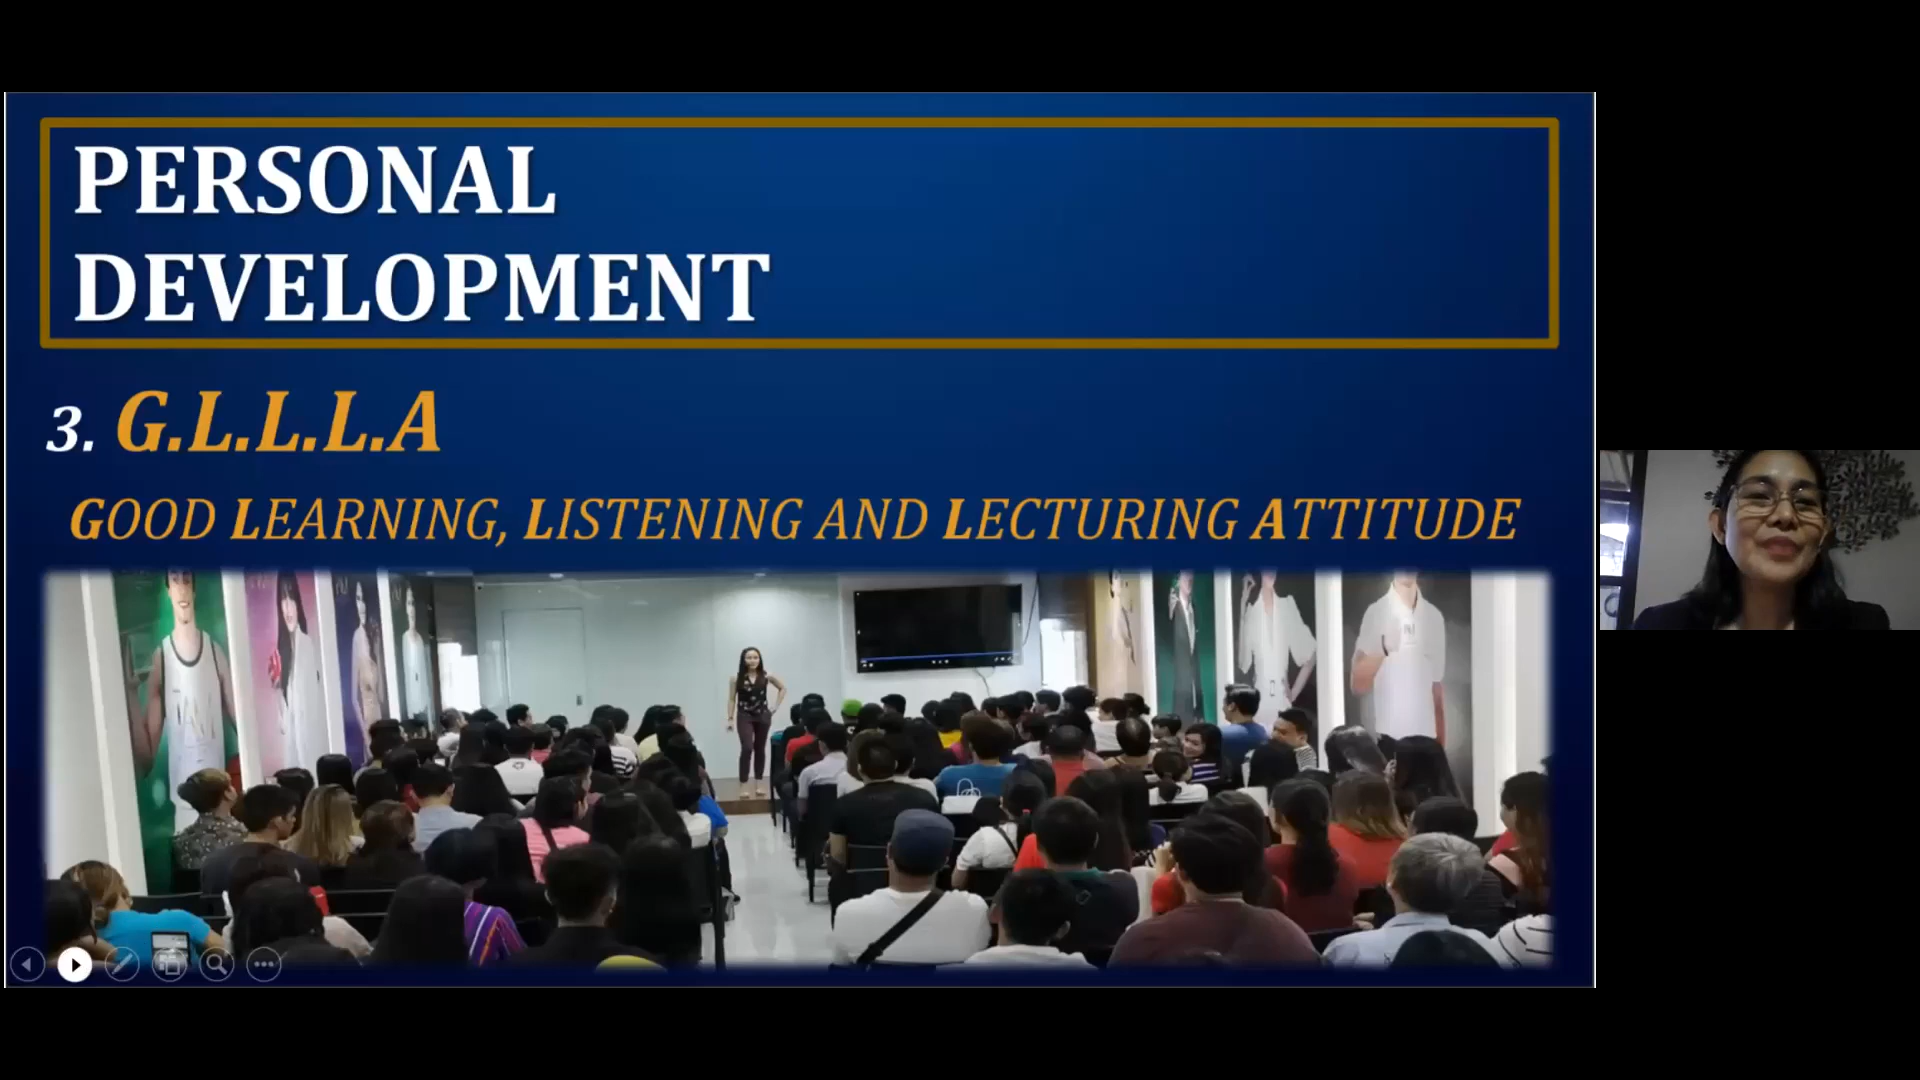 PERSONAL
DEVELOPMENT
3. G.L.L.L.A
GOOD LEARNING, LISTENING AND LECTURING ATTITUDE